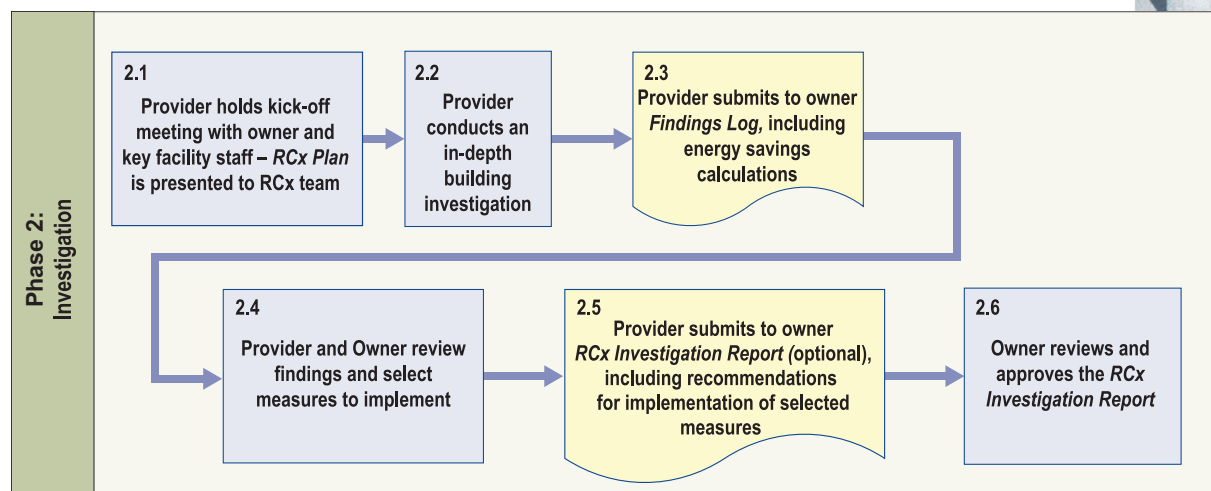 Phase 2:
Investigation
2.1
Provider holds kick-off
meeting with owner and
key facility staff – RCx Plan
is presented to RCx team
2.2
Provider
conducts an
in-depth
building
investigation
2.3
Provider submits to owner
Findings Log, including
energy savings
calculations
2.4
Provider and Owner review
findings and select
measures to implement
2.5
Provider submits to owner
RCx Investigation Report (optional),
including recommendations
for implementation of selected
measures
2.6
Owner reviews and
approves the RCx
Investigation Report